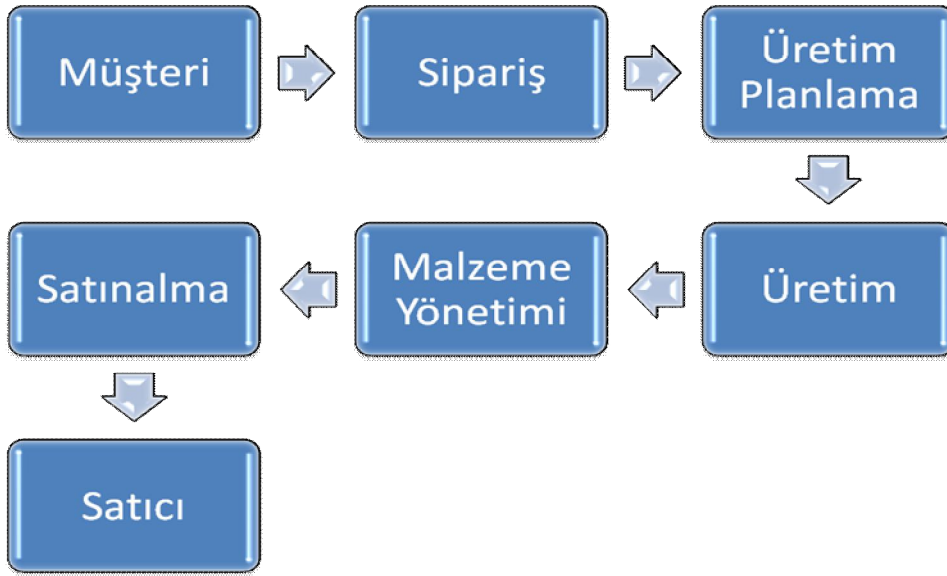 Müşteri
Sipariş
Üretim
Planlama
Üretim
Malzeme
Yönetimi
Satınalma
Satıcı